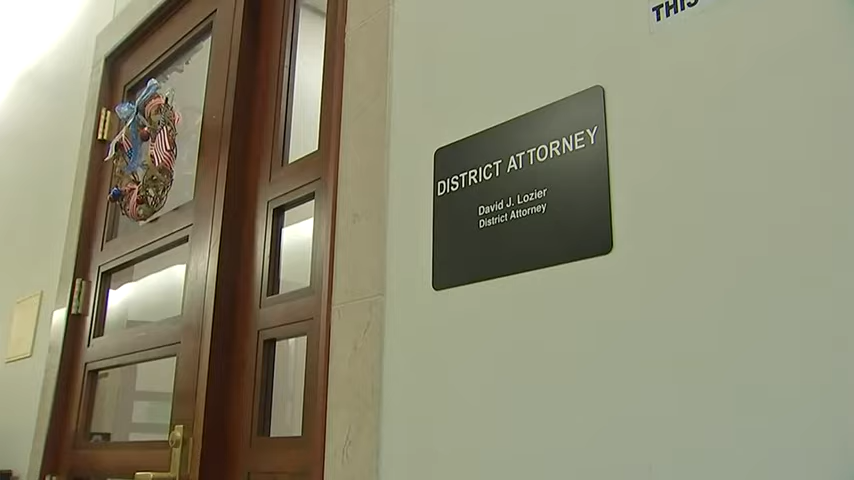 THIS
DISTRICT ATTORNEY
David J. Lozier
District Attorney